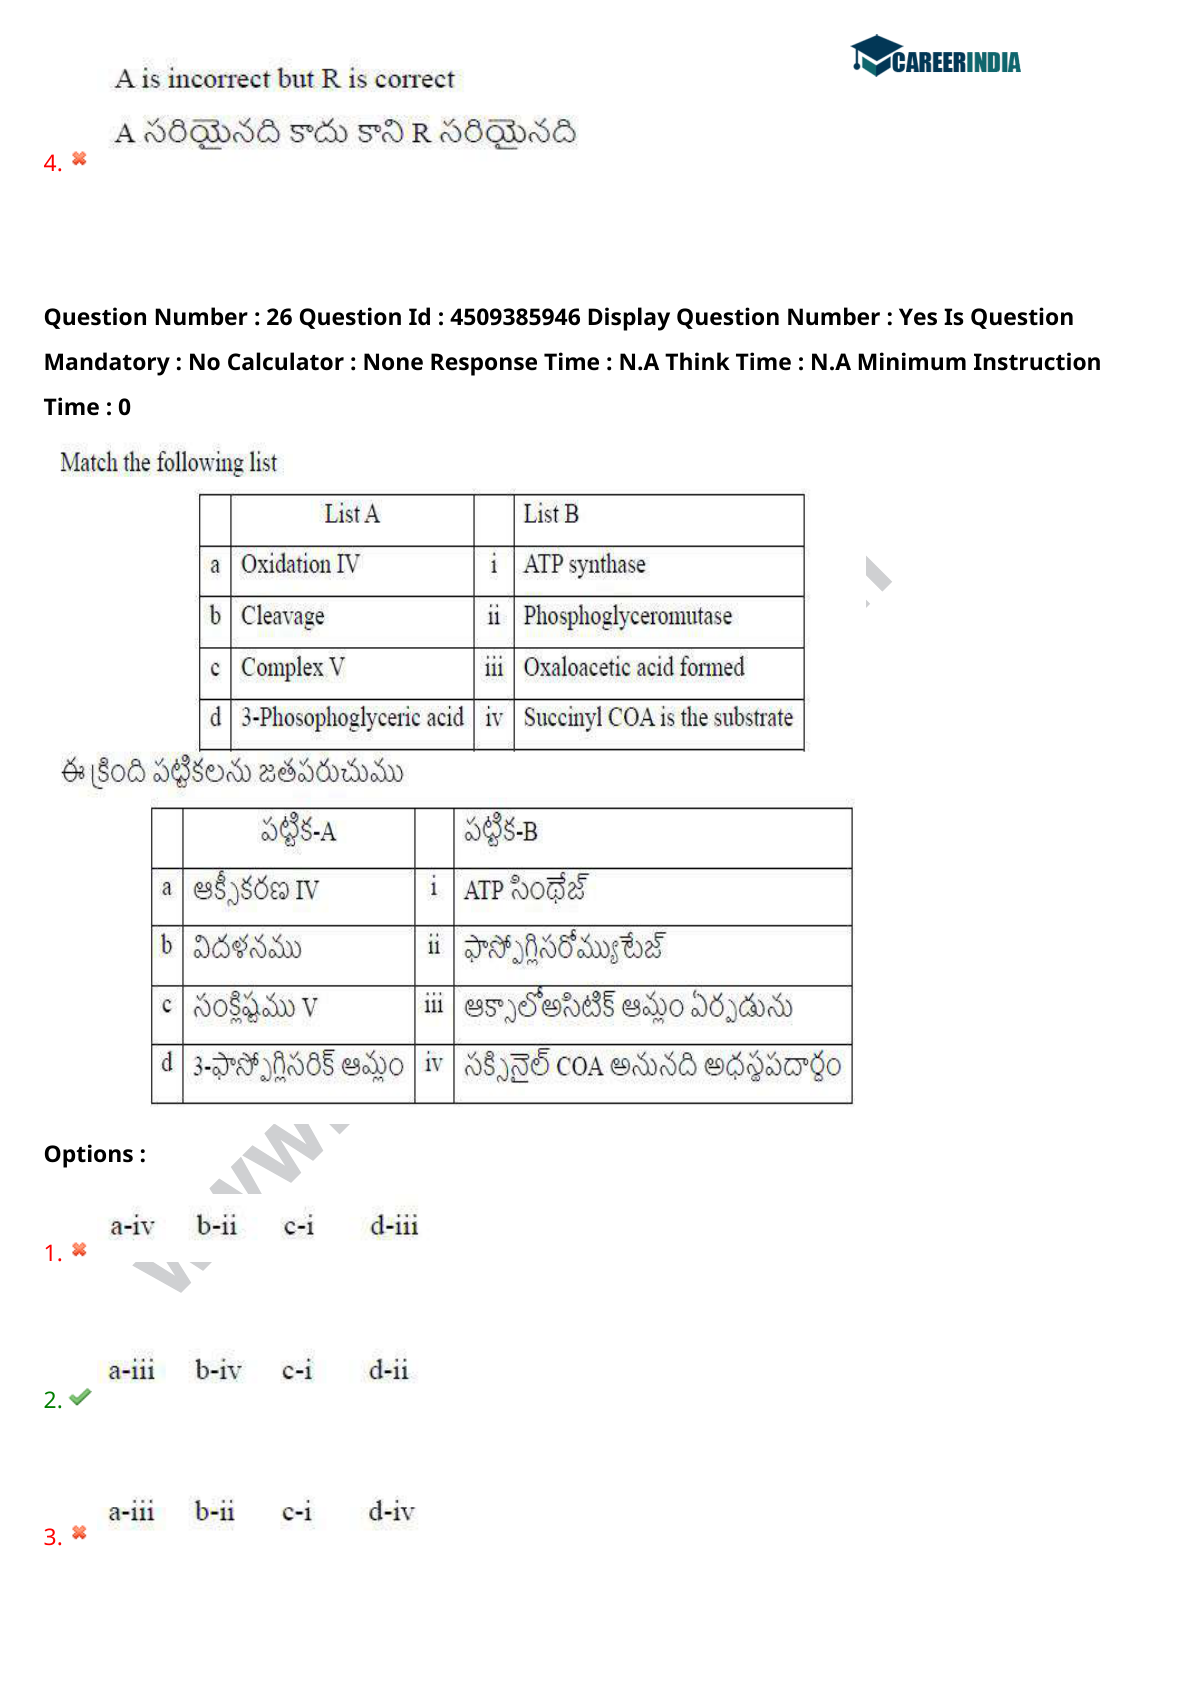 CAREERINDIA
A is incorrect but R is correct
A సరియైనది కాదు కాని R సరియైనది
4.
Question Number : 26 Question Id : 4509385946 Display Question Number : Yes Is Question
Mandatory : No Calculator : None Response Time : N.A Think Time : N.A Minimum Instruction
Time : 0
Match the following list
List A List B
a Oxidation IV i ATP synthase
b Cleavage ii Phosphoglyceromutase
c Complex V iii Oxaloacetic acid formed
d 3-Phosophoglyceric acid iv Succinyl COA is the substrate
ఈ క్రింది పట్టికలను జతపరుచుము
పట్టిక-A పట్టిక-B
a ఆక్సీకరణ IV i ATP సింథేజ్
b విదళనము ii ఫాస్ఫోగ్లిసరోమ్యుటేజ్
c సంక్లిష్టము V iii ఆక్సాలోఅసిటిక్ ఆమ్లం ఏర్పడును
d 3-ఫాస్ఫోగ్లిసరిక్ ఆమ్లం iv సక్సినైల్ COA అనునది అధస్థపదార్థం
Options :
a-iv b-ii c-i d-iii
1.
a-iii b-iv c-i d-ii
2.
a-iii b-ii c-i d-iv
3.